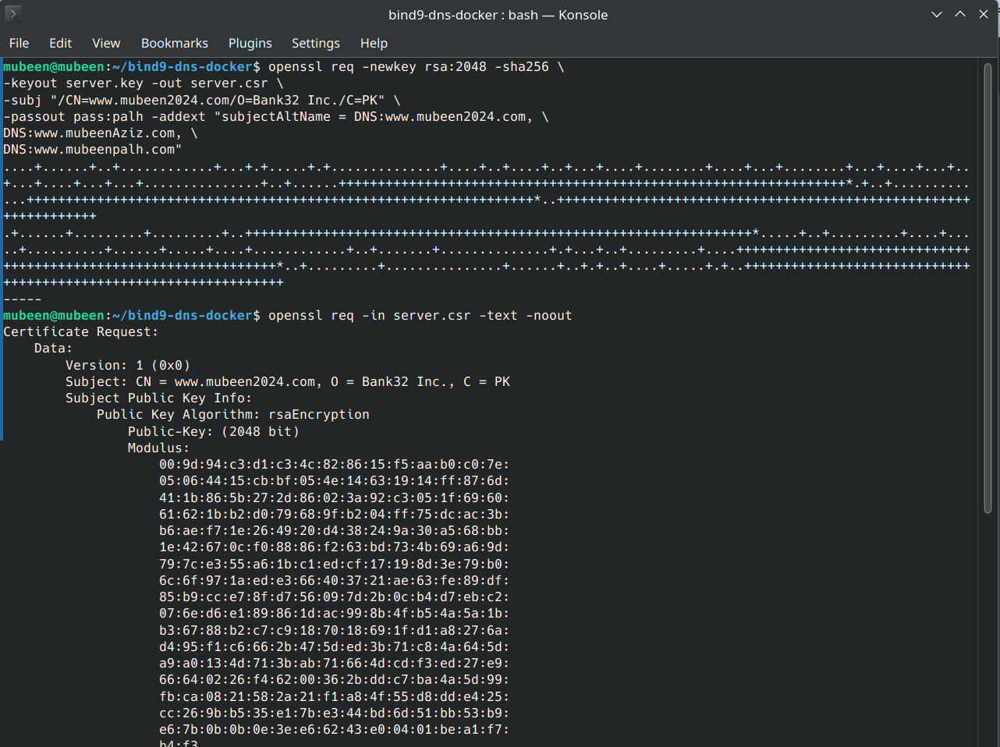 bind9-dns-docker : bash — Konsole
File Edit View Bookmarks Plugins Settings Help
mubeen@mubeen:~/bind9-dns-docker$ openssl req -newkey rsa:2048 -sha256 \
-keyout server.key -out server.csr \
-subj "/CN=www.mubeen2024.com/O=Bank32 Inc./C=PK" \
-passout pass:palh -addext "subjectAltName = DNS:www.mubeen2024.com, \
DNS:www.mubeenAziz.com, \
DNS:www.mubeenpalh.com"
-----
mubeen@mubeen:~/bind9-dns-docker$ openssl req -in server.csr -text -noout
Certificate Request:
Data:
Version: 1 (0x0)
Subject: CN = www.mubeen2024.com, O = Bank32 Inc., C = PK
Subject Public Key Info:
Public Key Algorithm: rsaEncryption
Public-Key: (2048 bit)
Modulus:
00:9d:94:c3:d1:c3:4c:82:86:15:f5:aa:b0:c0:7e:
05:06:44:15:cb:bf:05:4e:14:63:19:14:ff:87:6d:
41:1b:86:5b:27:2d:86:02:3a:92:c3:05:1f:69:60:
61:62:1b:b2:d0:79:68:9f:b2:04:ff:75:dc:ac:3b:
b6:ae:f7:1e:26:49:20:d4:38:24:9a:30:a5:68:bb:
1e:42:67:0c:f0:88:86:f2:63:bd:73:4b:69:a6:9d:
79:7c:e3:55:a6:1b:c1:ed:cf:17:19:8d:3e:79:b0:
6c:6f:97:1a:ed:e3:66:40:37:21:ae:63:fe:89:df:
85:b9:cc:e7:8f:d7:56:09:7d:2b:0c:b4:d7:eb:c2:
07:6e:d6:e1:89:86:1d:ac:99:8b:4f:b5:4a:5a:1b:
b3:67:88:b2:c7:c9:18:70:18:69:1f:d1:a8:27:6a:
d4:95:f1:c6:66:2b:47:5d:ed:3b:71:c8:4a:64:5d:
a9:a0:13:4d:71:3b:ab:71:66:4d:cd:f3:ed:27:e9:
66:64:02:26:f4:62:00:36:2b:dd:c7:ba:4a:5d:99:
fb:ca:08:21:58:2a:21:f1:a8:4f:55:d8:dd:e4:25:
cc:26:9b:b5:35:e1:7b:e3:44:bd:6d:51:bb:53:b9:
e6:7b:0b:0b:0e:3e:e6:62:43:e0:04:01:be:a1:f7:
b4:f3